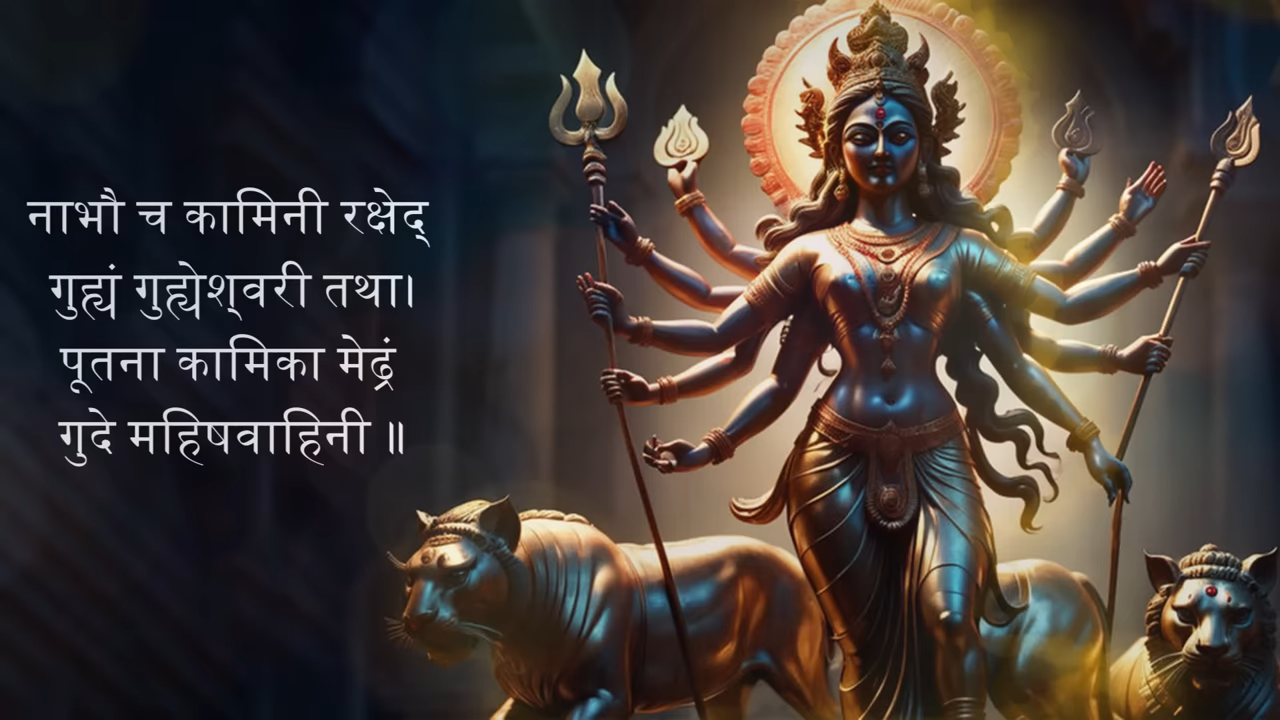 नाभौ च कामिनी रक्षेद्
गुह्यं गुह्येश्‌वरी तथा।
पूतना कामिका मेढ्रं
गुदे महिषवाहिनी ॥